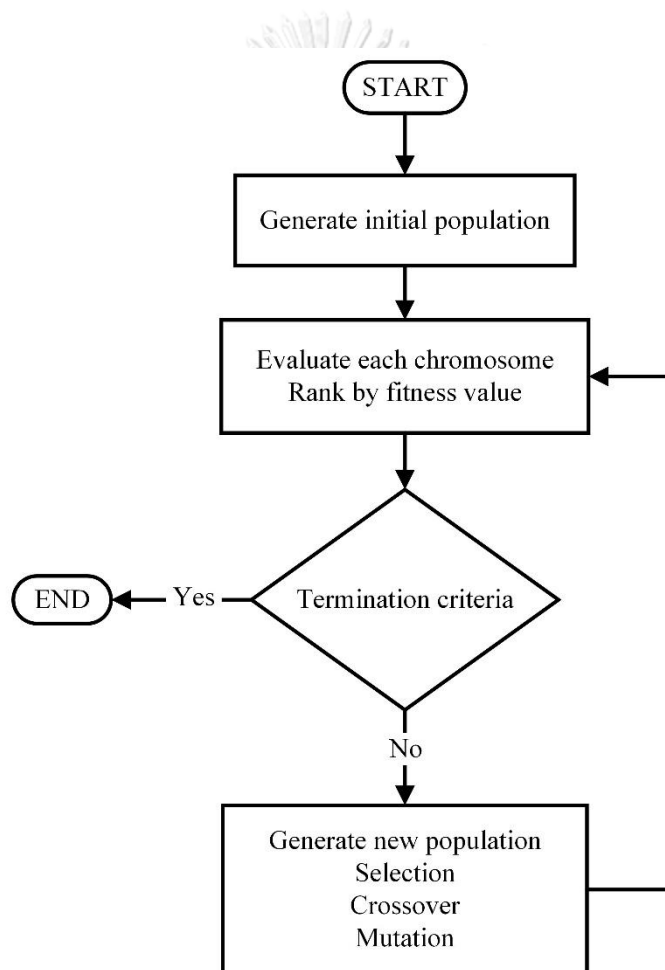 START
Generate initial population
Evaluate each chromosome
Rank by fitness value
Termination criteria
Yes
END
No
Generate new population
Selection
Crossover
Mutation